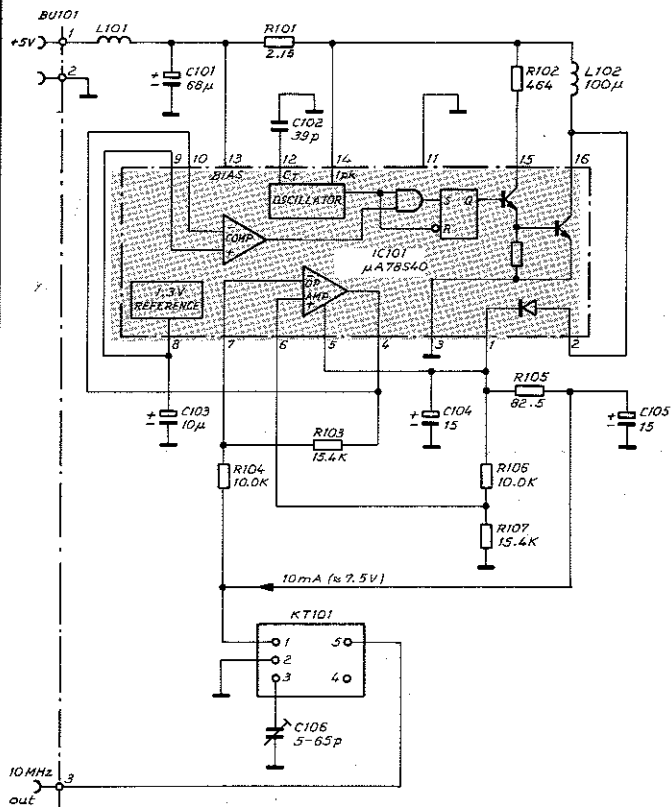 BU101
+5V
1
L101
R101
2.15
2
C101
68µ
C102
39p
R102
464
L102
100µ
9
10
13
12
14
11
15
16
BIAS
CT
Ipk
OSCILLATOR
COMP
S
Q
R
IC101
µA78S40
1.3V
REFERENCE
OP
AMP
8
7
6
5
4
3
1
2
C103
10µ
R103
15.4K
C104
15
R105
82.5
C105
15
R104
10.0K
R106
10.0K
R107
15.4K
10mA (≈7.5V)
KT101
1
5
2
3
4
C106
5-65p
10MHz
out
3